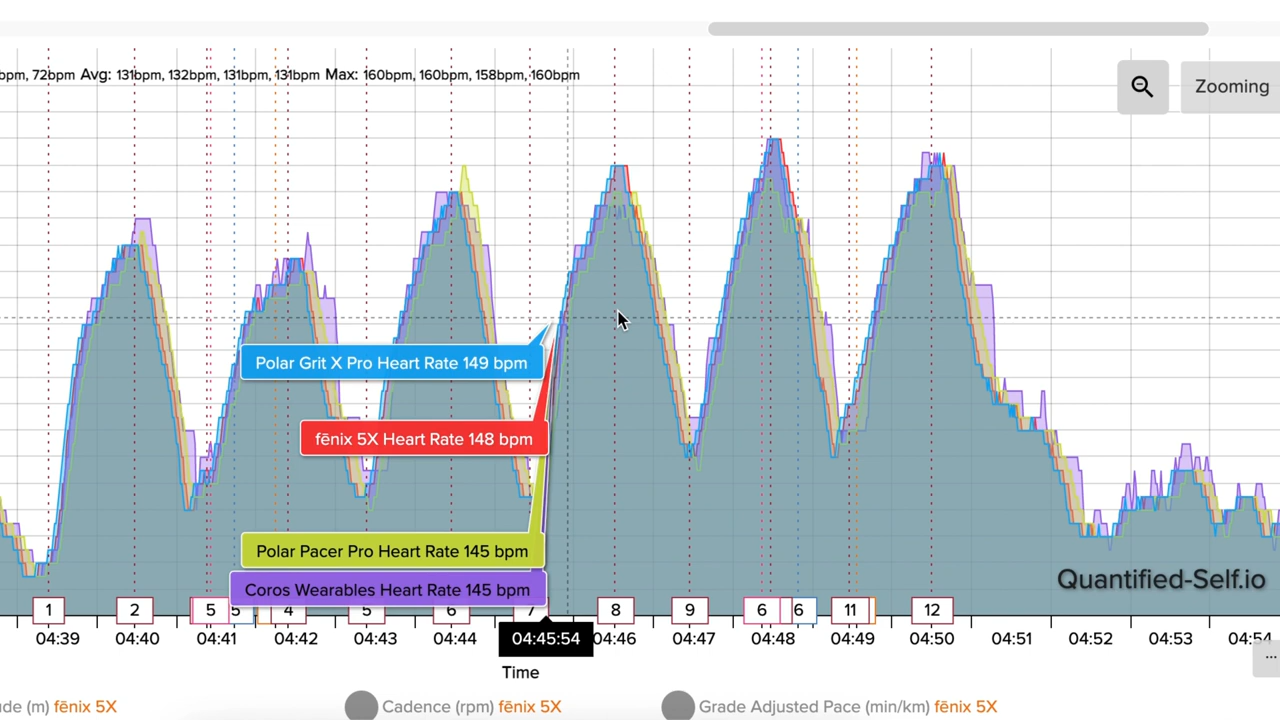 bpm, 72bpm Avg: 131bpm, 132bpm, 131bpm, 131bpm Max: 160bpm, 160bpm, 158bpm, 160bpm
Zooming
Polar Grit X Pro Heart Rate 149 bpm
fēnix 5X Heart Rate 148 bpm
Polar Pacer Pro Heart Rate 145 bpm
Coros Wearables Heart Rate 145 bpm
Quantified-Self.io
1 2 5 5 4 5 6 7 8 9 6 6 11 12
04:39 04:40 04:41 04:42 04:43 04:44 04:45:54 04:46 04:47 04:48 04:49 04:50 04:51 04:52 04:53 04:54
Time
de (m) fēnix 5X Cadence (rpm) fēnix 5X Grade Adjusted Pace (min/km) fēnix 5X